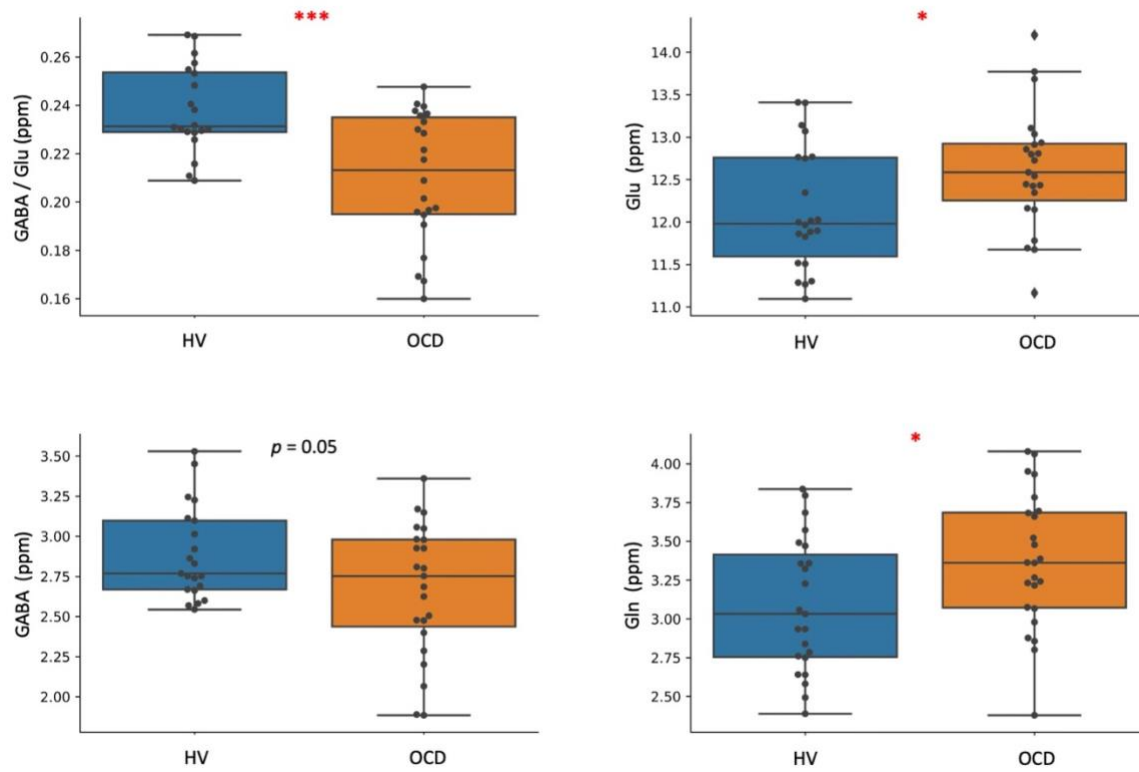 ***
GABA / Glu (ppm)
0.26
0.24
0.22
0.20
0.18
0.16
HV
OCD
*
Glu (ppm)
14.0
13.5
13.0
12.5
12.0
11.5
11.0
HV
OCD
p = 0.05
GABA (ppm)
3.50
3.25
3.00
2.75
2.50
2.25
2.00
HV
OCD
*
Gln (ppm)
4.00
3.75
3.50
3.25
3.00
2.75
2.50
HV
OCD